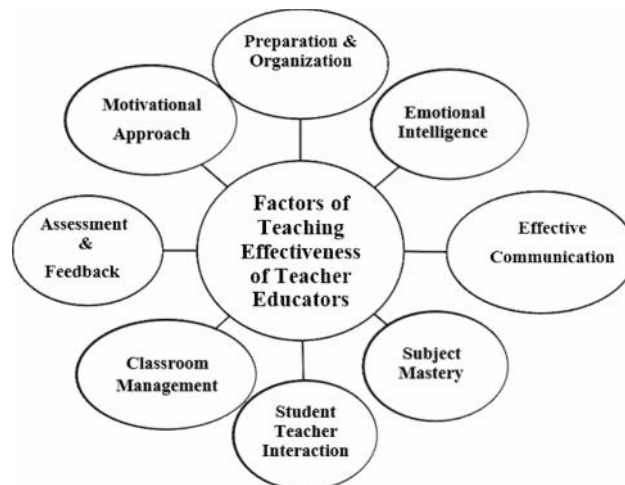 Preparation &
Organization
Motivational
Approach
Emotional
Intelligence
Factors of
Teaching
Effectiveness
of Teacher
Educators
Assessment
&
Feedback
Effective
Communication
Classroom
Management
Subject
Mastery
Student
Teacher
Interaction